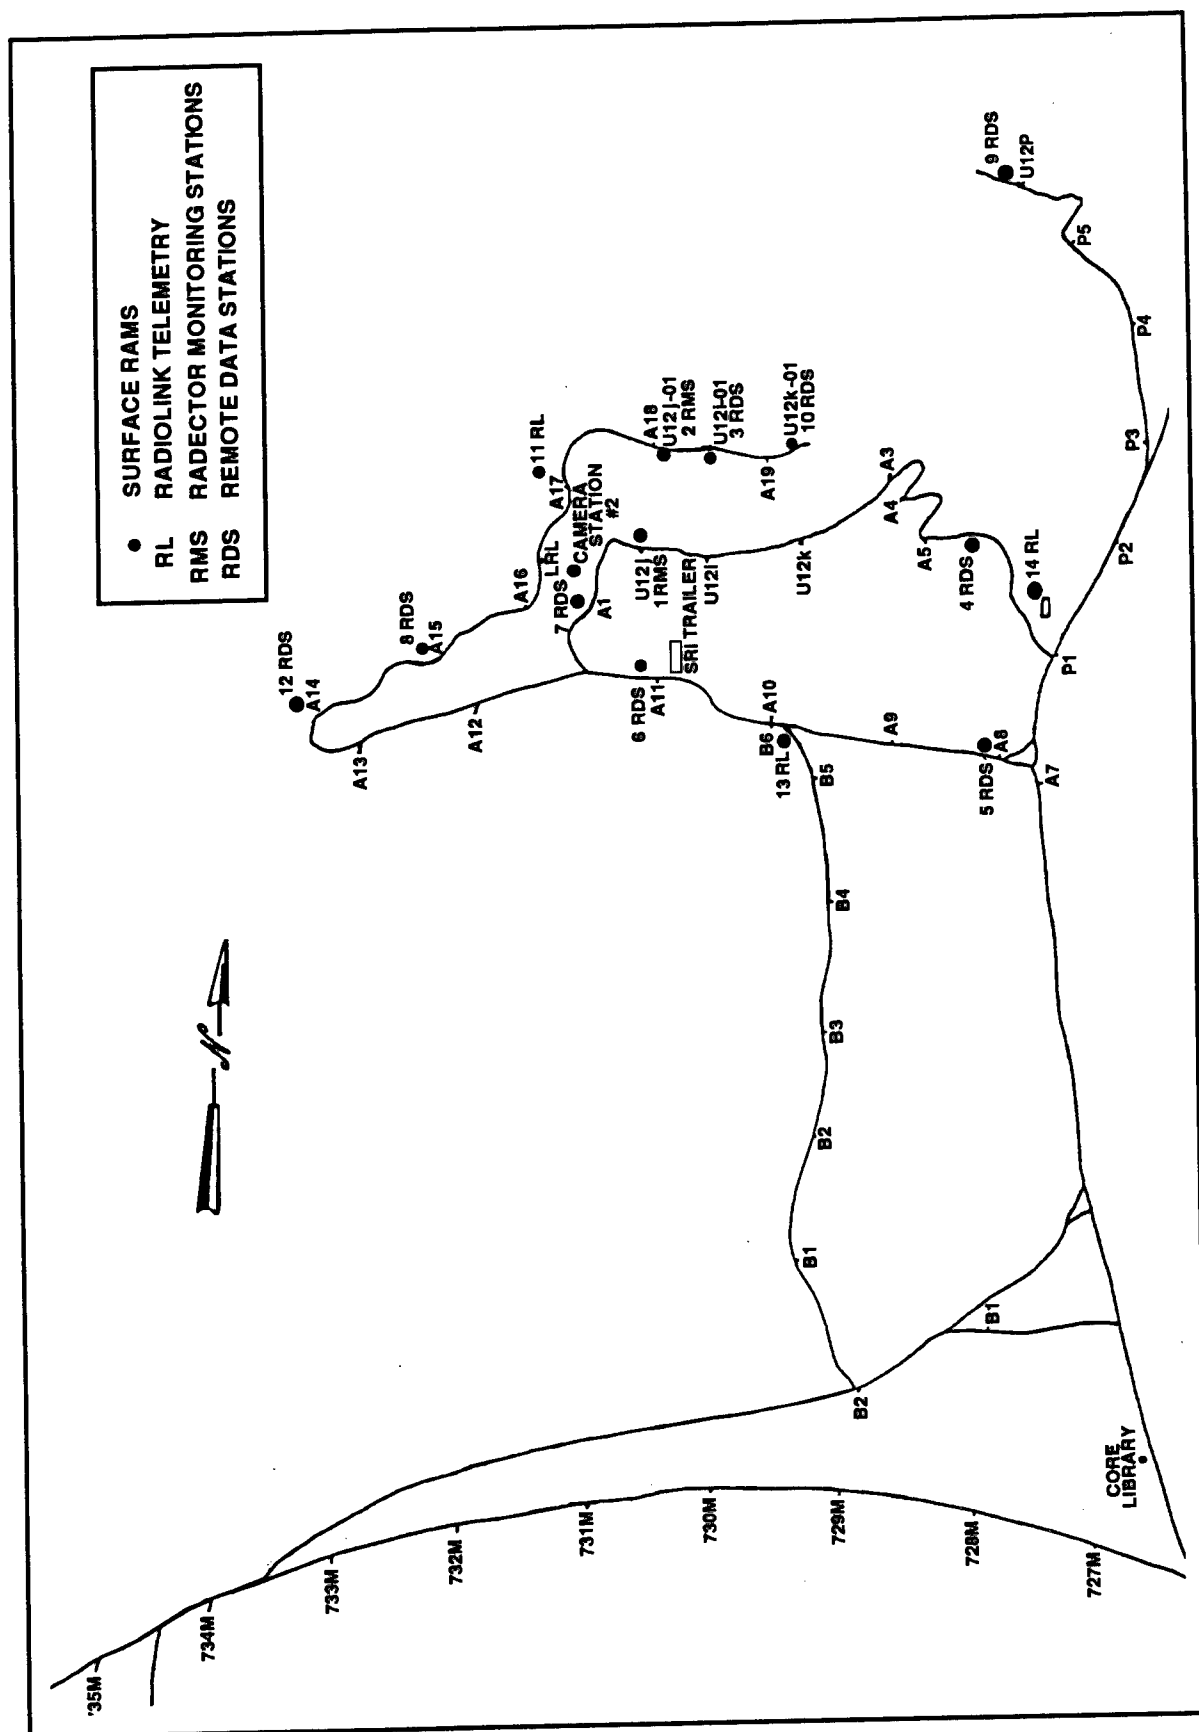 ● SURFACE RAMS
RL RADIOLINK TELEMETRY
RMS RADECTOR MONITORING STATIONS
RDS REMOTE DATA STATIONS
N
12 RDS
A14
A13
A12
8 RDS
A15
A16
LRL
11 RL
A17
CAMERA
STATION
#2
7 RDS
A1
A18
U12j-01
2 RMS
U12l-01
3 RDS
A19
U12k-01
10 RDS
U12j
1 RMS
U12l
U12k
SRI TRAILER
6 RDS
A11
A10
B6
13 RL
B5
B4
B3
B2
B1
A9
5 RDS
A8
A7
A3
A4
A5
4 RDS
14 RL
P1
P2
P3
P4
P5
9 RDS
U12P
B1
B2
'35M
734M
733M
732M
731M
730M
729M
728M
727M
CORE
LIBRARY